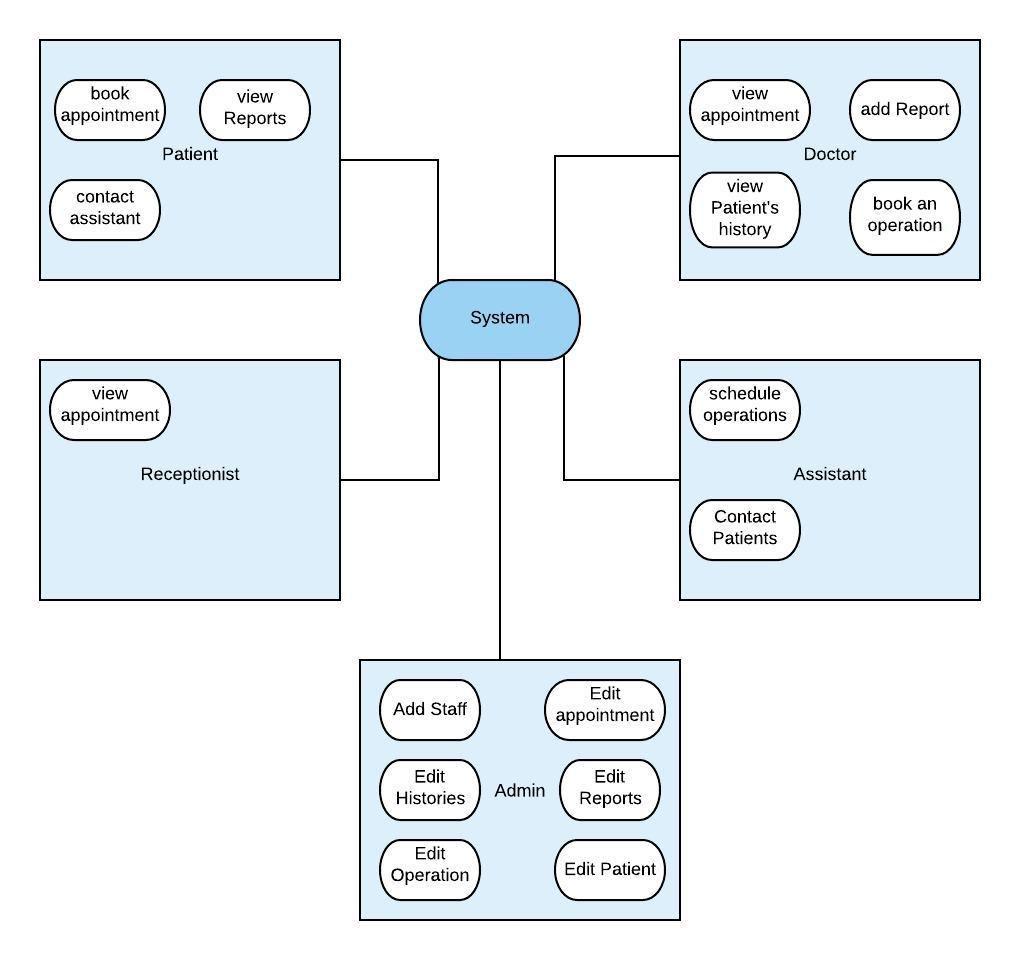 book
appointment
view
Reports
Patient
contact
assistant
view
appointment
add Report
Doctor
view
Patient's
history
book an
operation
System
view
appointment
Receptionist
schedule
operations
Assistant
Contact
Patients
Add Staff
Edit
appointment
Edit
Histories
Admin
Edit
Reports
Edit
Operation
Edit Patient